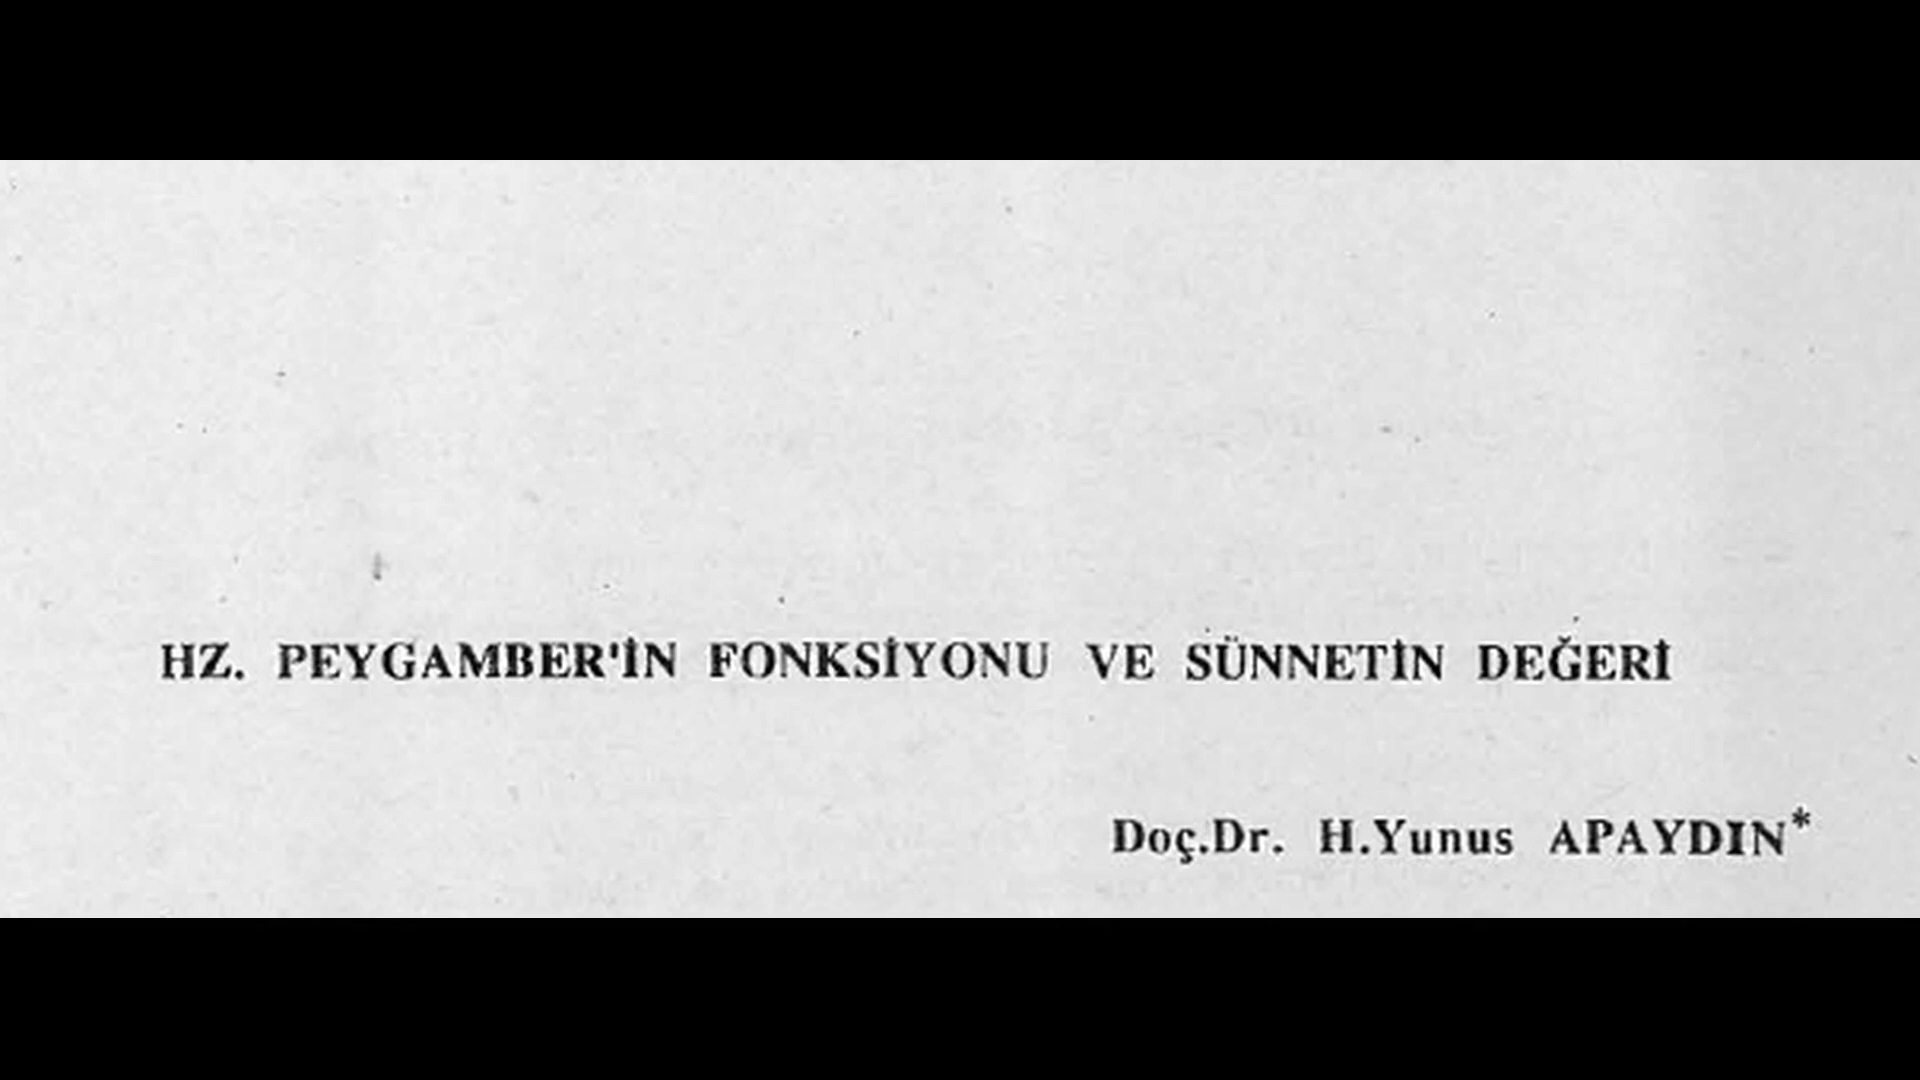 HZ. PEYGAMBER'İN FONKSİYONU VE SÜNNETİN DEĞERİ
Doç.Dr. H.Yunus APAYDIN*